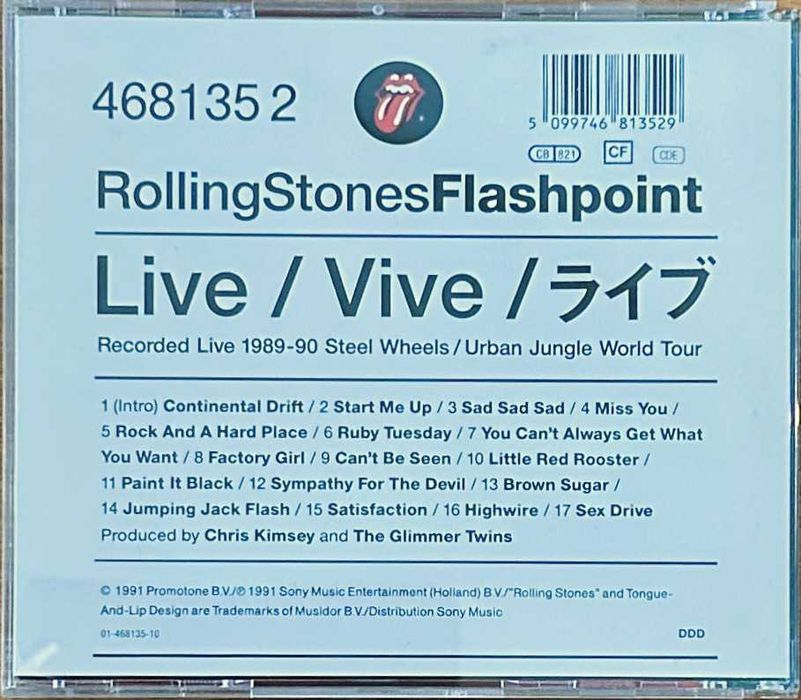 468135 2
5 099746 813529
CB 821 CF CDE
RollingStonesFlashpoint
Live / Vive / ライブ
Recorded Live 1989-90 Steel Wheels / Urban Jungle World Tour
1 (Intro) Continental Drift / 2 Start Me Up / 3 Sad Sad Sad / 4 Miss You /
5 Rock And A Hard Place / 6 Ruby Tuesday / 7 You Can't Always Get What
You Want / 8 Factory Girl / 9 Can't Be Seen / 10 Little Red Rooster /
11 Paint It Black / 12 Sympathy For The Devil / 13 Brown Sugar /
14 Jumping Jack Flash / 15 Satisfaction / 16 Highwire / 17 Sex Drive
Produced by Chris Kimsey and The Glimmer Twins
© 1991 Promotone B.V./℗ 1991 Sony Music Entertainment (Holland) B.V./"Rolling Stones" and Tongue-
And-Lip Design are Trademarks of Musidor B.V./Distribution Sony Music
01-468135-10
DDD